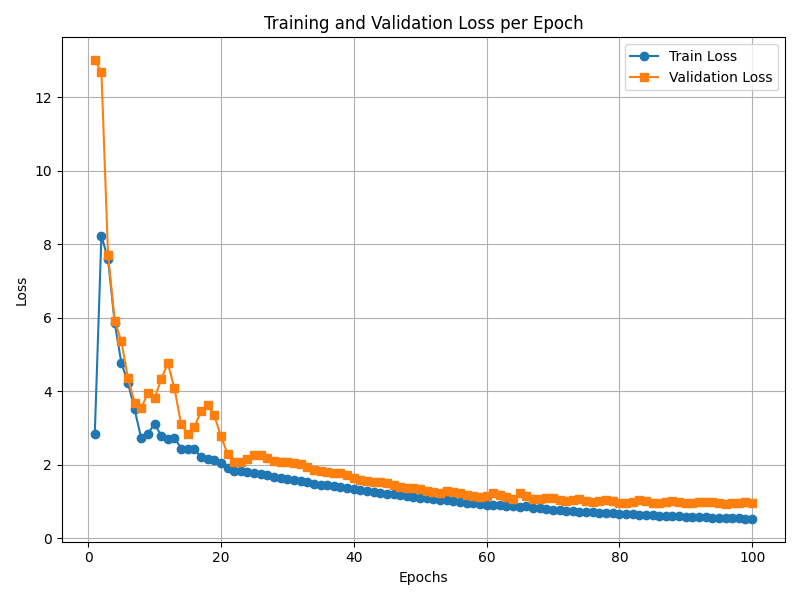 Training and Validation Loss per Epoch
Train Loss
Validation Loss
Loss
12
10
8
6
4
2
0
0 20 40 60 80 100
Epochs